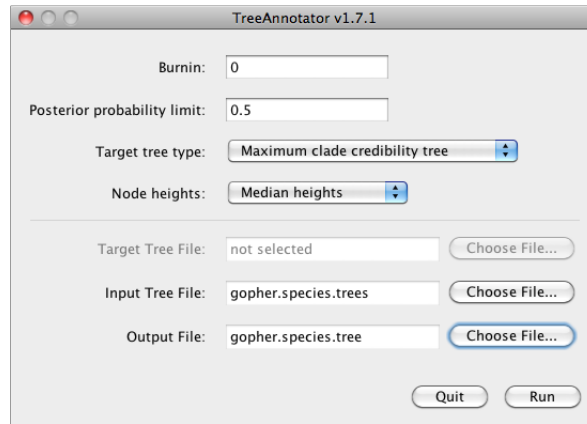 TreeAnnotator v1.7.1
Burnin: 0
Posterior probability limit: 0.5
Target tree type: Maximum clade credibility tree
Node heights: Median heights
Target Tree File: not selected Choose File...
Input Tree File: gopher.species.trees Choose File...
Output File: gopher.species.tree Choose File...
Quit Run